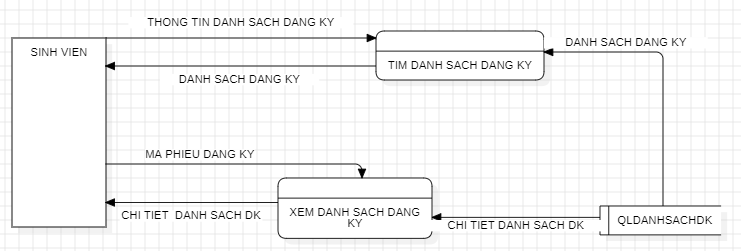 THONG TIN DANH SACH DANG KY
DANH SACH DANG KY
SINH VIEN
TIM DANH SACH DANG KY
DANH SACH DANG KY
MA PHIEU DANG KY
XEM DANH SACH DANG
KY
CHI TIET DANH SACH DK
CHI TIET DANH SACH DK
QLDANHSACHDK